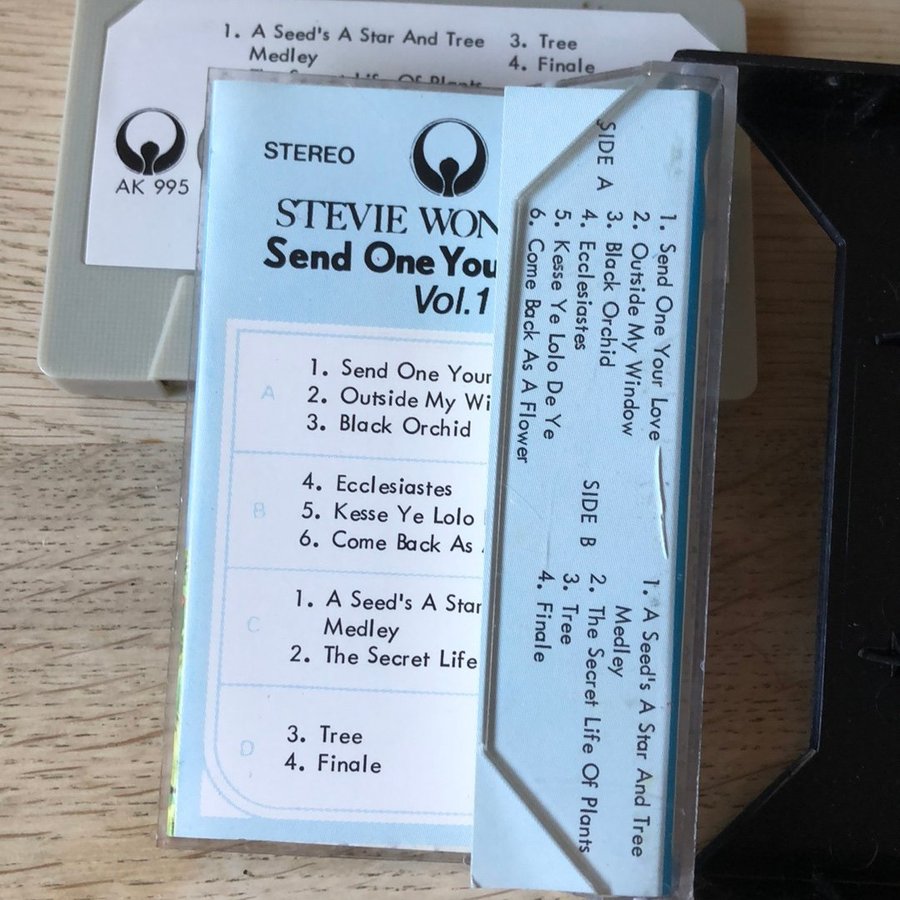 1. A Seed's A Star And Tree
Medley
The Secret Life Of Plants
3. Tree
4. Finale
AK 995
STEREO
STEVIE WON
Send One You
Vol.1
A
1. Send One Your
2. Outside My Wi
3. Black Orchid
B
4. Ecclesiastes
5. Kesse Ye Lolo
6. Come Back As
C
1. A Seed's A Star
Medley
2. The Secret Life
D
3. Tree
4. Finale
SIDE A
1. Send One Your Love
2. Outside My Window
3. Black Orchid
4. Ecclesiastes
5. Kesse Ye Lolo De Ye
6. Come Back As A Flower
SIDE B
1. A Seed's A Star And Tree
Medley
2. The Secret Life Of Plants
3. Tree
4. Finale